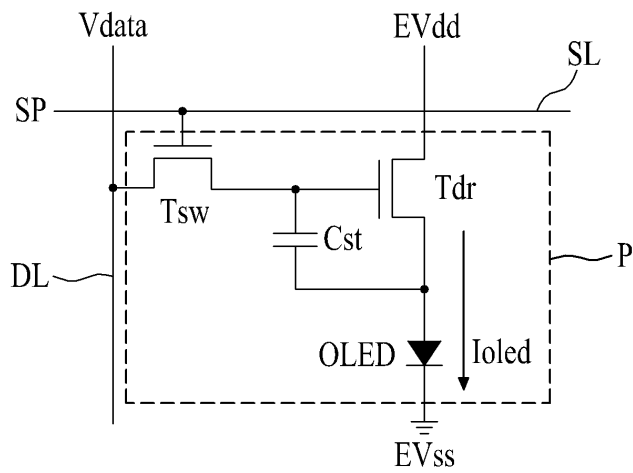 Vdata
EVdd
SL
SP
Tsw
Tdr
Cst
P
DL
OLED
Ioled
EVss